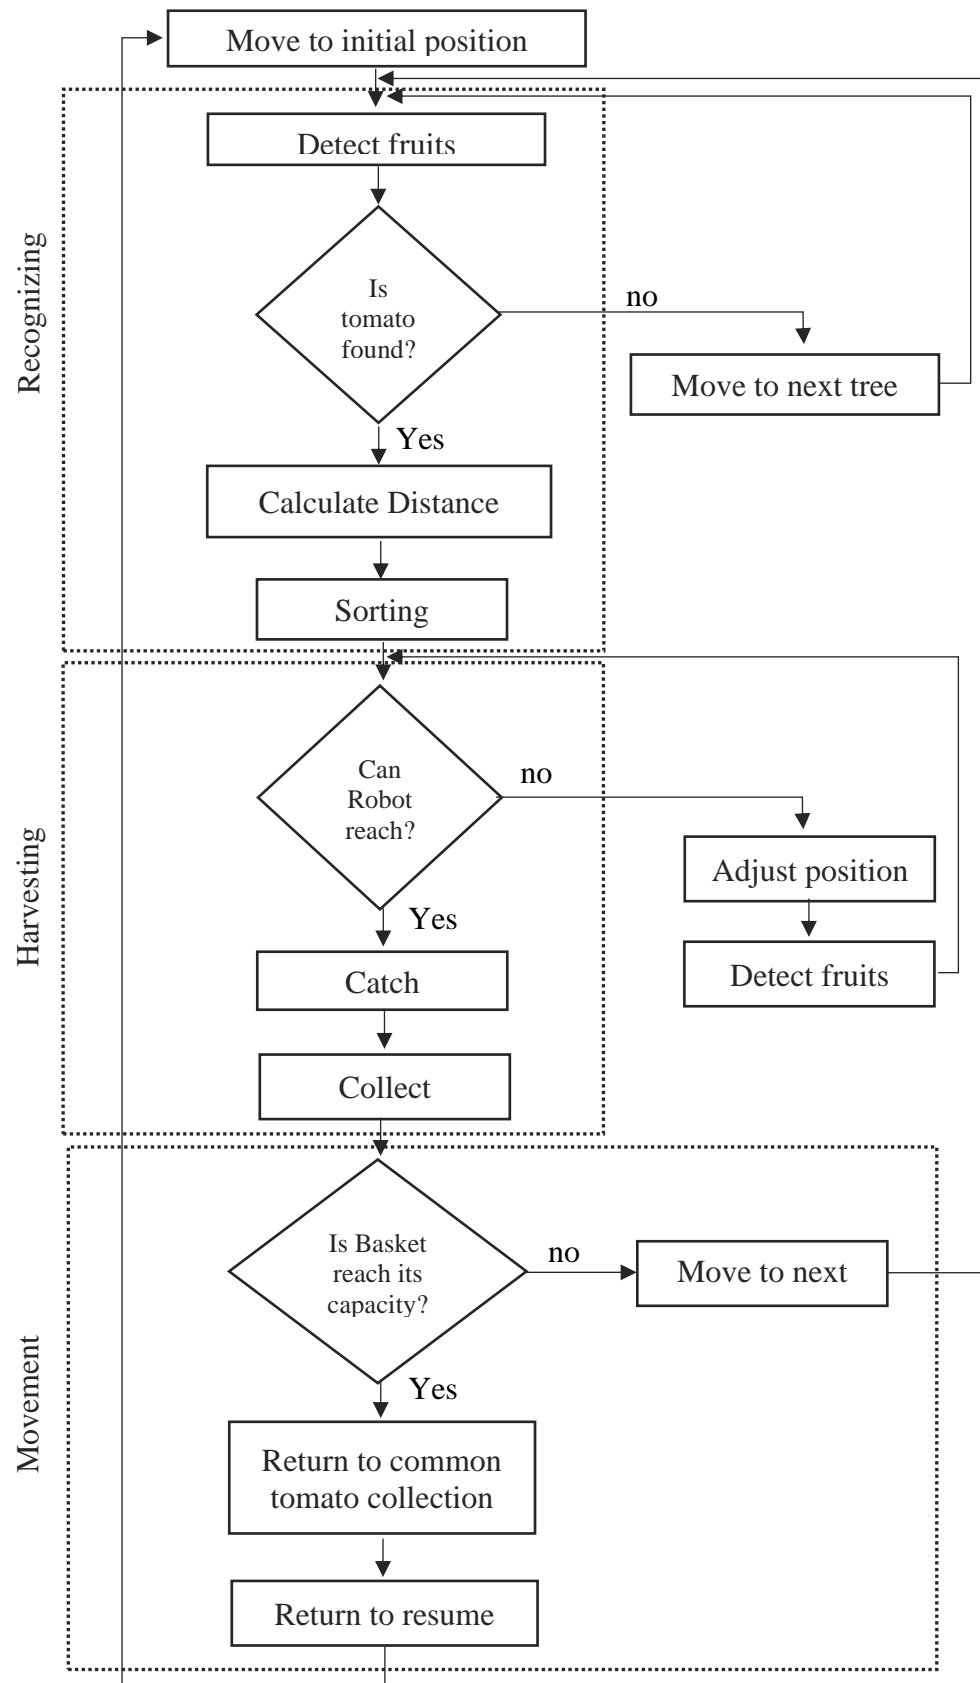 Move to initial position
Detect fruits
Recognizing
Is
tomato
found?
no
Move to next tree
Yes
Calculate Distance
Sorting
Can
Robot
reach?
no
Adjust position
Harvesting
Yes
Detect fruits
Catch
Collect
Is Basket
reach its
capacity?
no
Move to next
Movement
Yes
Return to common
tomato collection
Return to resume